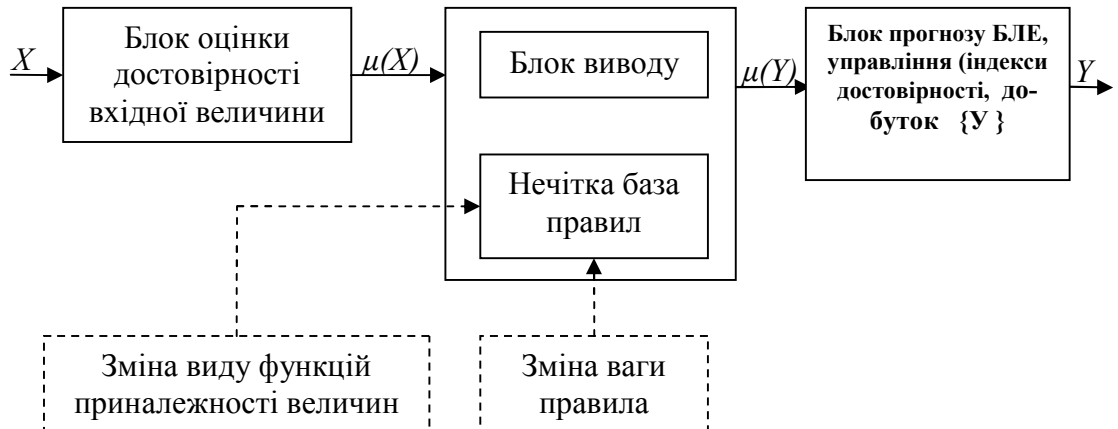 X
Блок оцінки
достовірності
вхідної величини
μ(X)
Блок виводу
Нечітка база
правил
μ(Y)
Блок прогнозу БЛЕ,
управління (індекси
достовірності, до-
буток {У }
Y
Зміна виду функцій
приналежності величин
Зміна ваги
правила